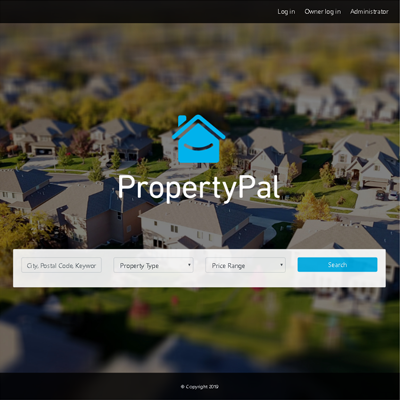 Log in Owner log in Administrator
PropertyPal
City, Postal Code, Keywor Property Type Price Range Search
© Copyright 2019